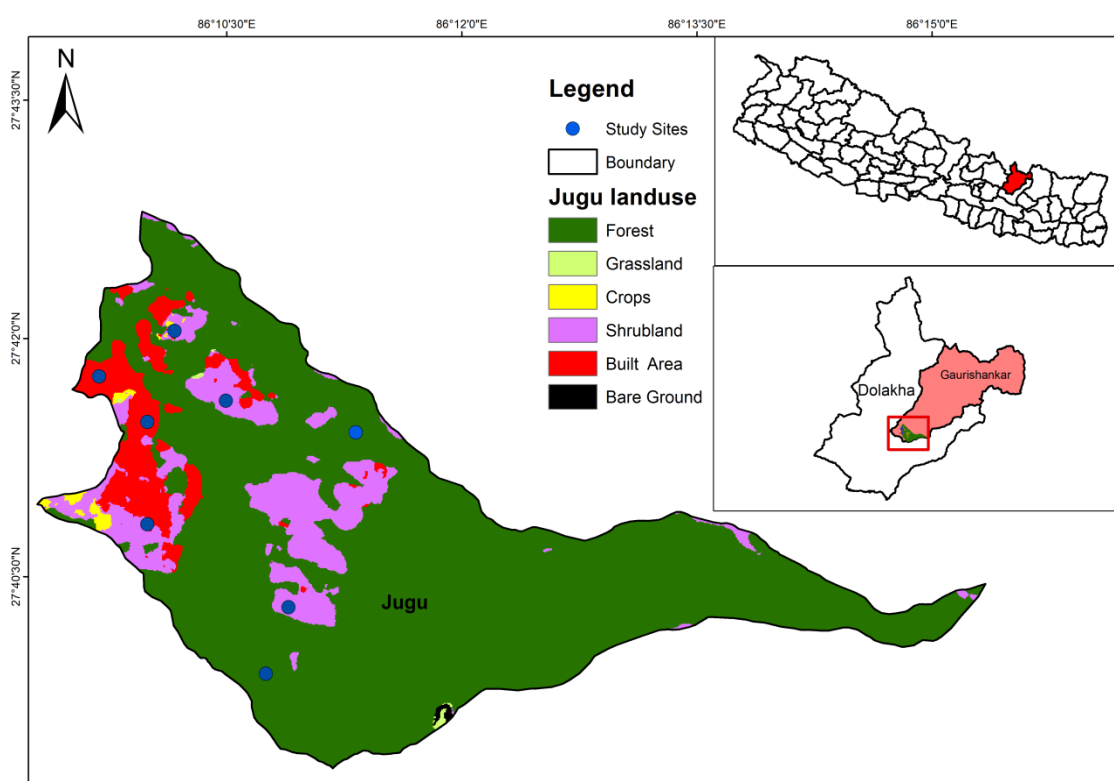 86°10'30"E
86°12'0"E
86°13'30"E
86°15'0"E
N
27°43'30"N
27°42'0"N
27°40'30"N
Legend
Study Sites
Boundary
Jugu landuse
Forest
Grassland
Crops
Shrubland
Built Area
Bare Ground
Gaurishankar
Dolakha
Jugu